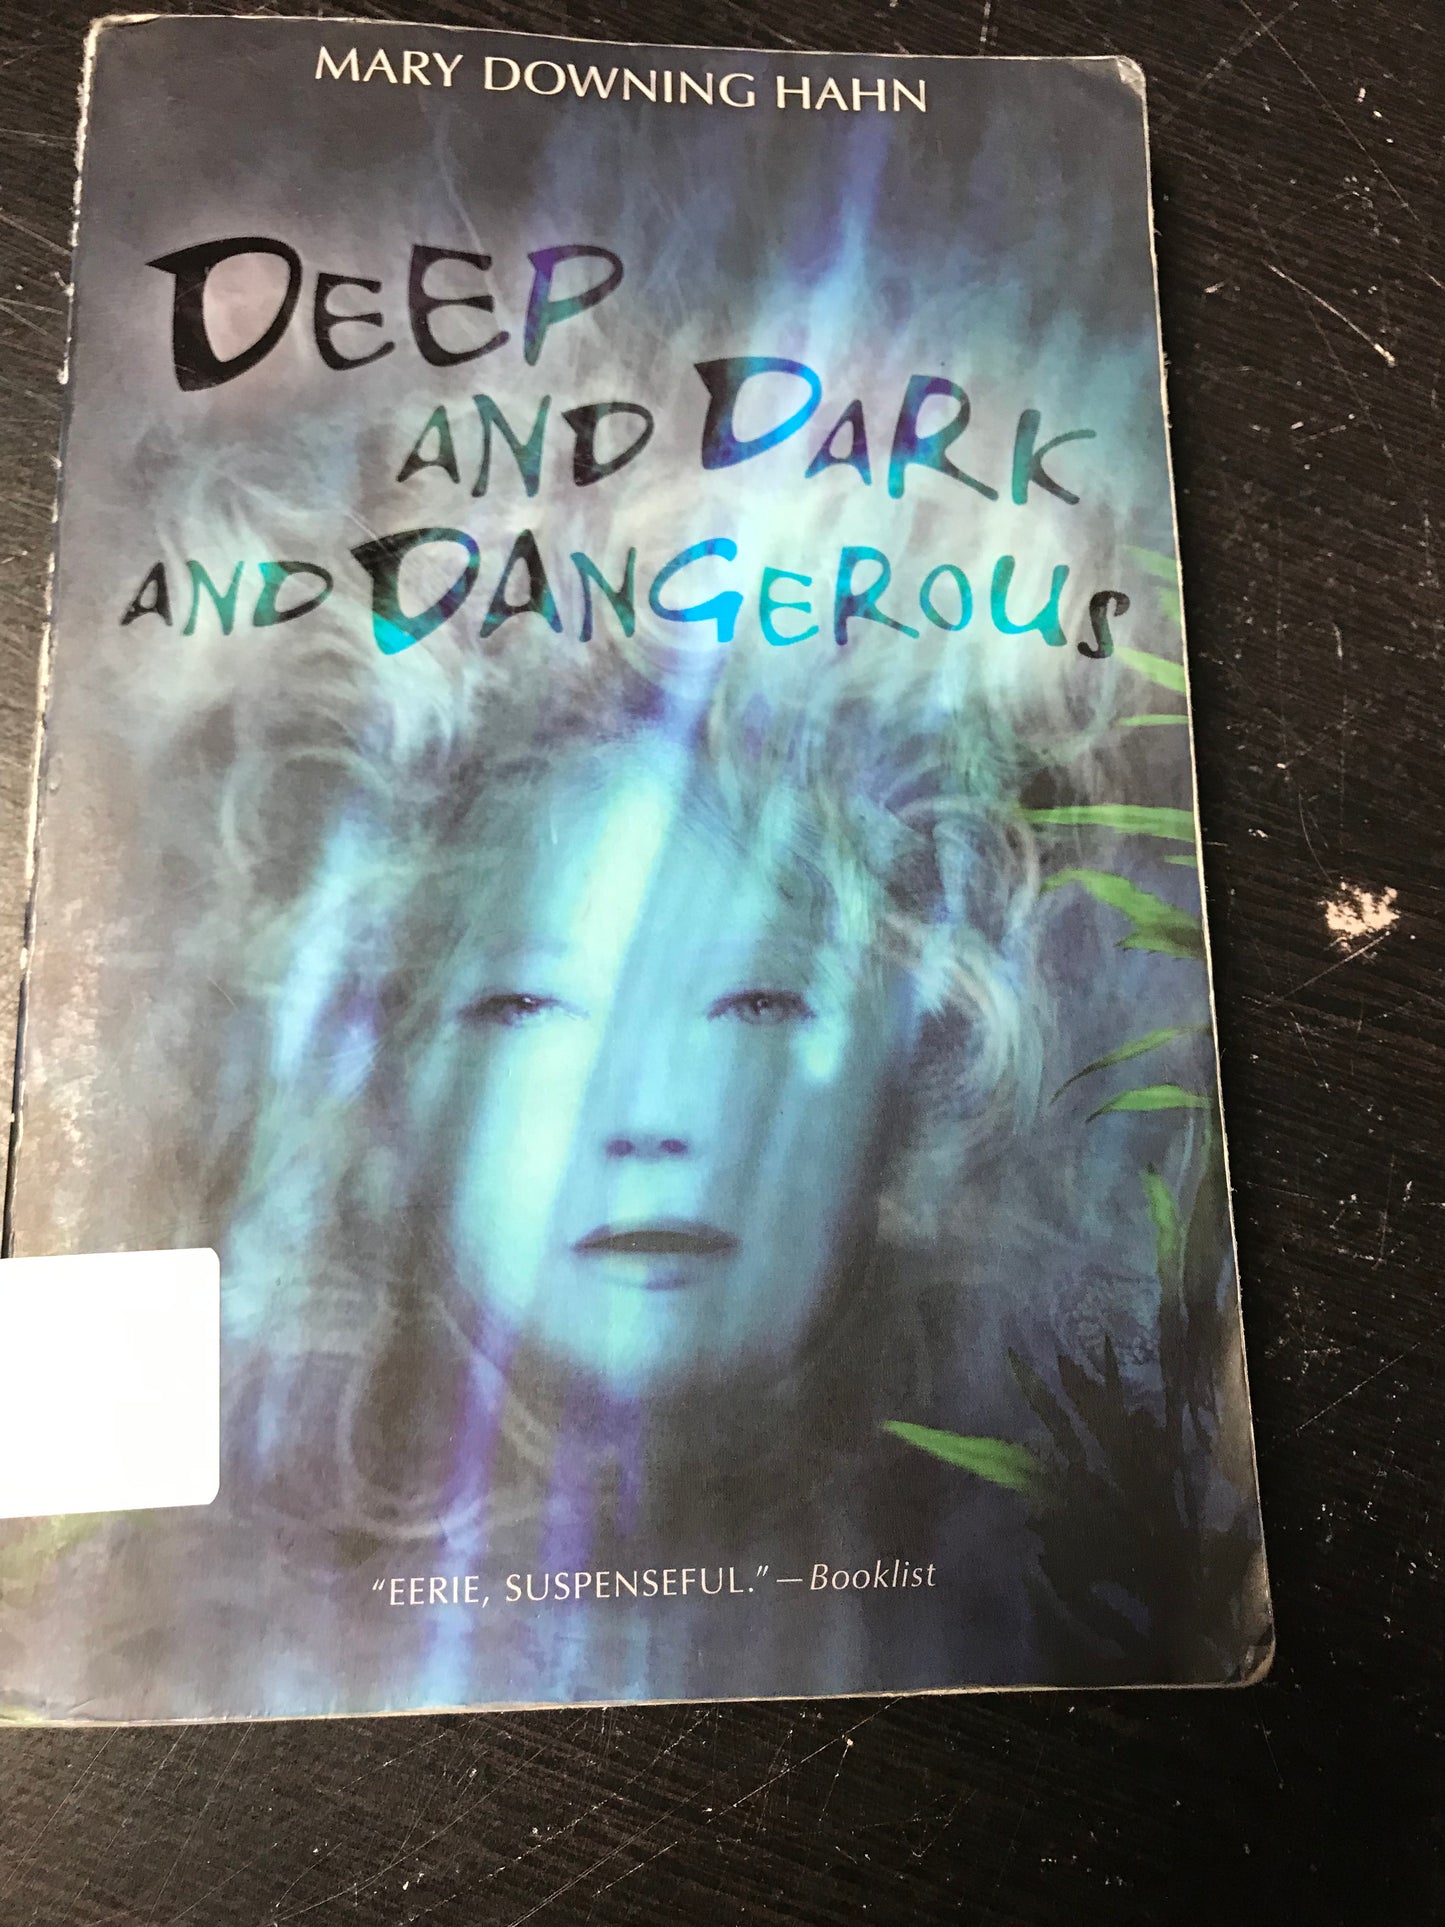 MARY DOWNING HAHN
DEEP
AND DARK
AND DANGEROUS
“EERIE, SUSPENSEFUL.” —Booklist